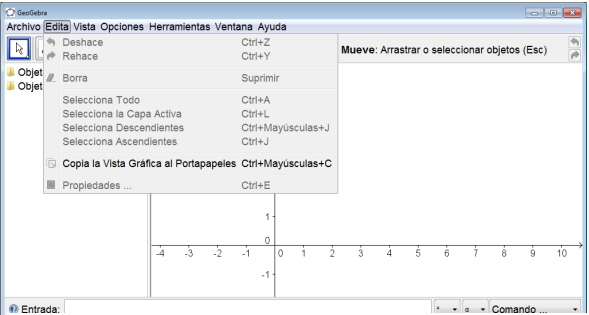 GeoGebra
Archivo Edita Vista Opciones Herramientas Ventana Ayuda
Deshace Ctrl+Z
Rehace Ctrl+Y
Mueve: Arrastrar o seleccionar objetos (Esc)
Objet
Borra Suprimir
Objet
Selecciona Todo Ctrl+A
Selecciona la Capa Activa Ctrl+L
Selecciona Descendientes Ctrl+Mayúsculas+J
Selecciona Ascendientes Ctrl+J
Copia la Vista Gráfica al Portapapeles Ctrl+Mayúsculas+C
Propiedades ... Ctrl+E
1
0
-4 -3 -2 -1 0 1 2 3 4 5 6 7 8 9 10
-1
Entrada: α Comando ...